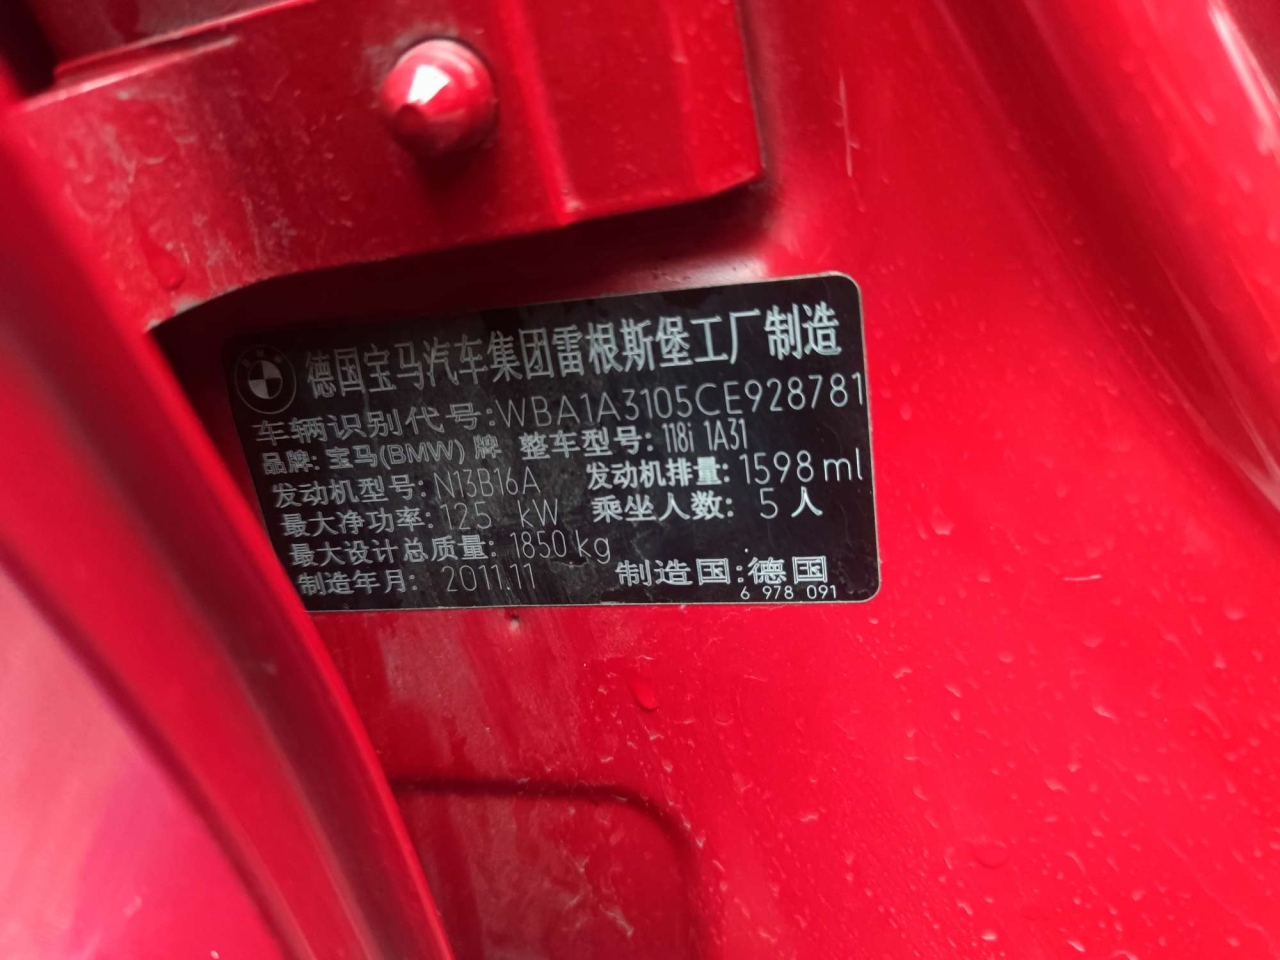 德国宝马汽车集团雷根斯堡工厂制造
车辆识别代号:WBA1A3105CE928781
品牌:宝马(BMW)牌 整车型号:118i 1A31
发动机型号:N13B16A 发动机排量:1598 ml
最大净功率:125 kW 乘坐人数: 5 人
最大设计总质量: 1850 kg
制造年月: 2011.11 制造国:德国
6 978 091